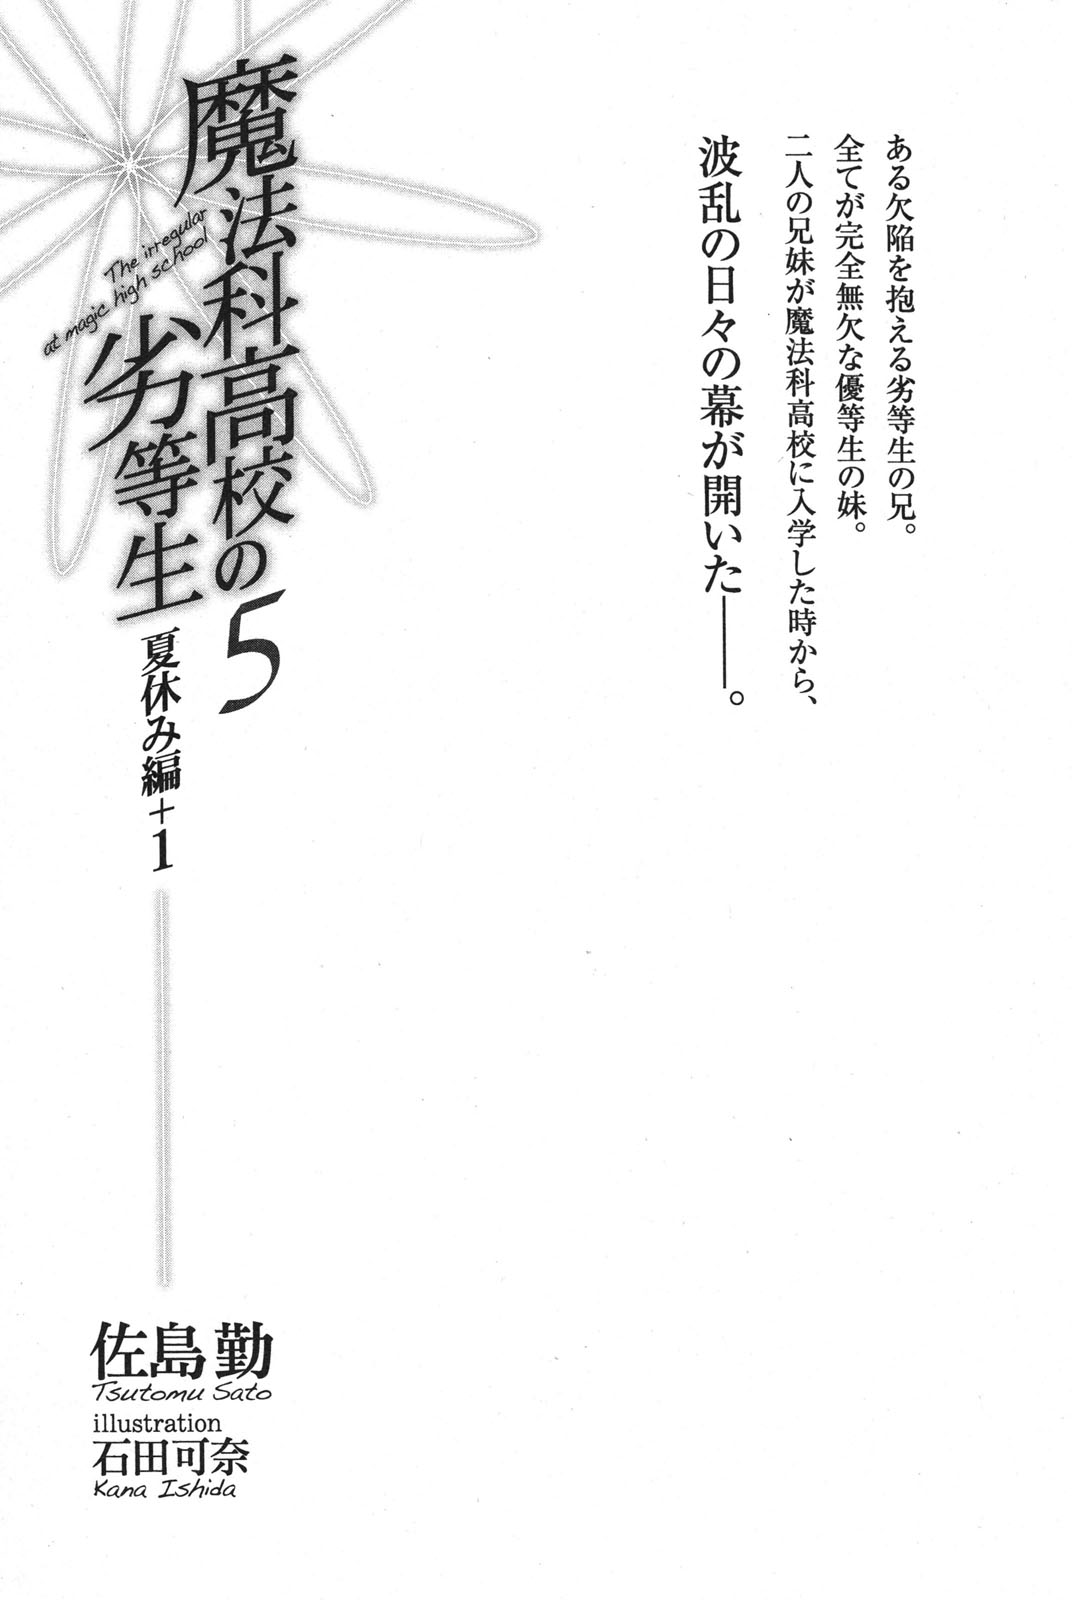 ある欠陥を抱える劣等生の兄。
全てが完全無欠な優等生の妹。
二人の兄妹が魔法科高校に入学した時から、
波乱の日々の幕が開いた――。
魔法科高校の
劣等生
5
The irregular
at magic high school
夏休み編+1
佐島 勤
Tsutomu Sato
illustration
石田可奈
Kana Ishida